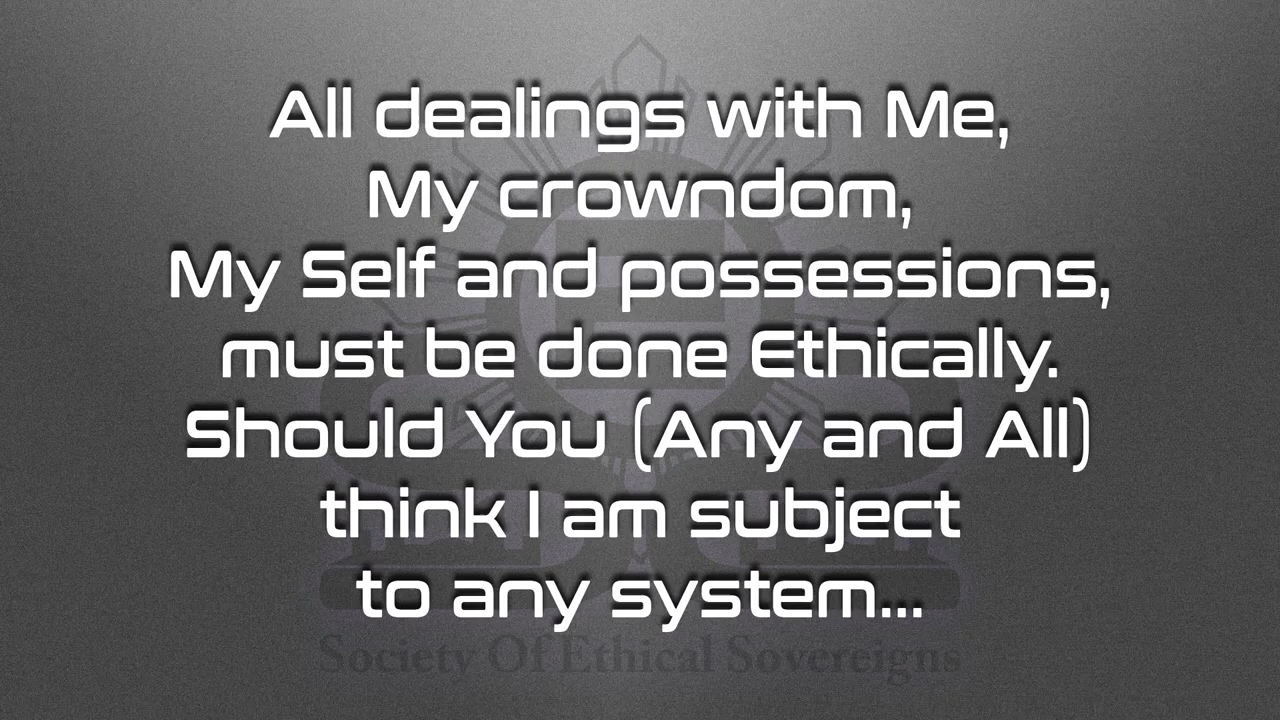 All dealings with Me,
My crowndom,
My Self and possessions,
must be done Ethically.
Should You (Any and All)
think I am subject
to any system...
Society Of Ethical Sovereigns